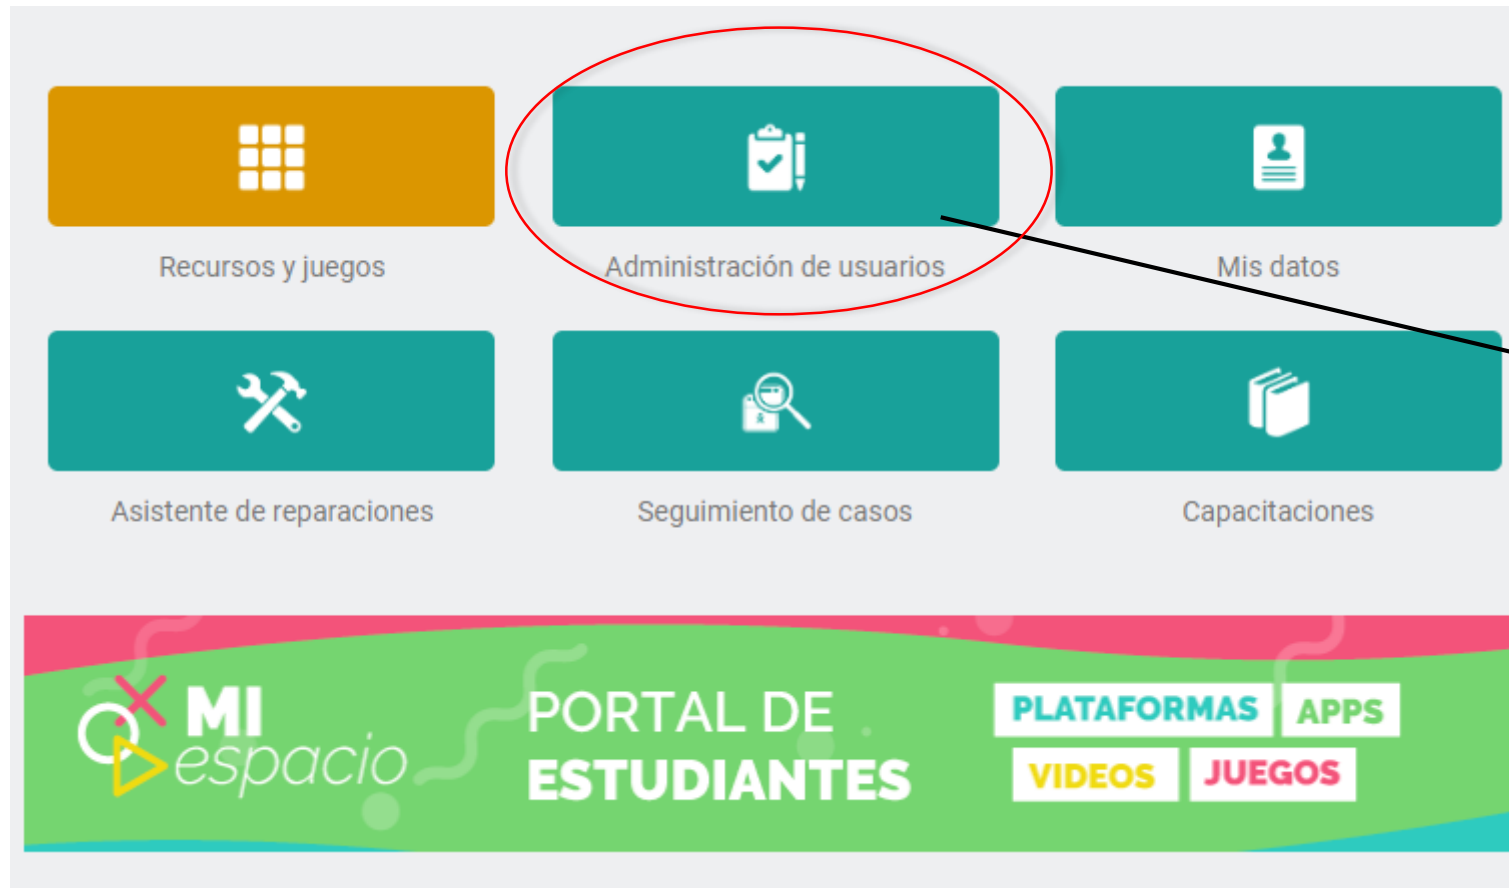 Recursos y juegos
Administración de usuarios
Mis datos
Asistente de reparaciones
Seguimiento de casos
Capacitaciones
MI
espacio
PORTAL DE
ESTUDIANTES
PLATAFORMAS APPS
VIDEOS JUEGOS